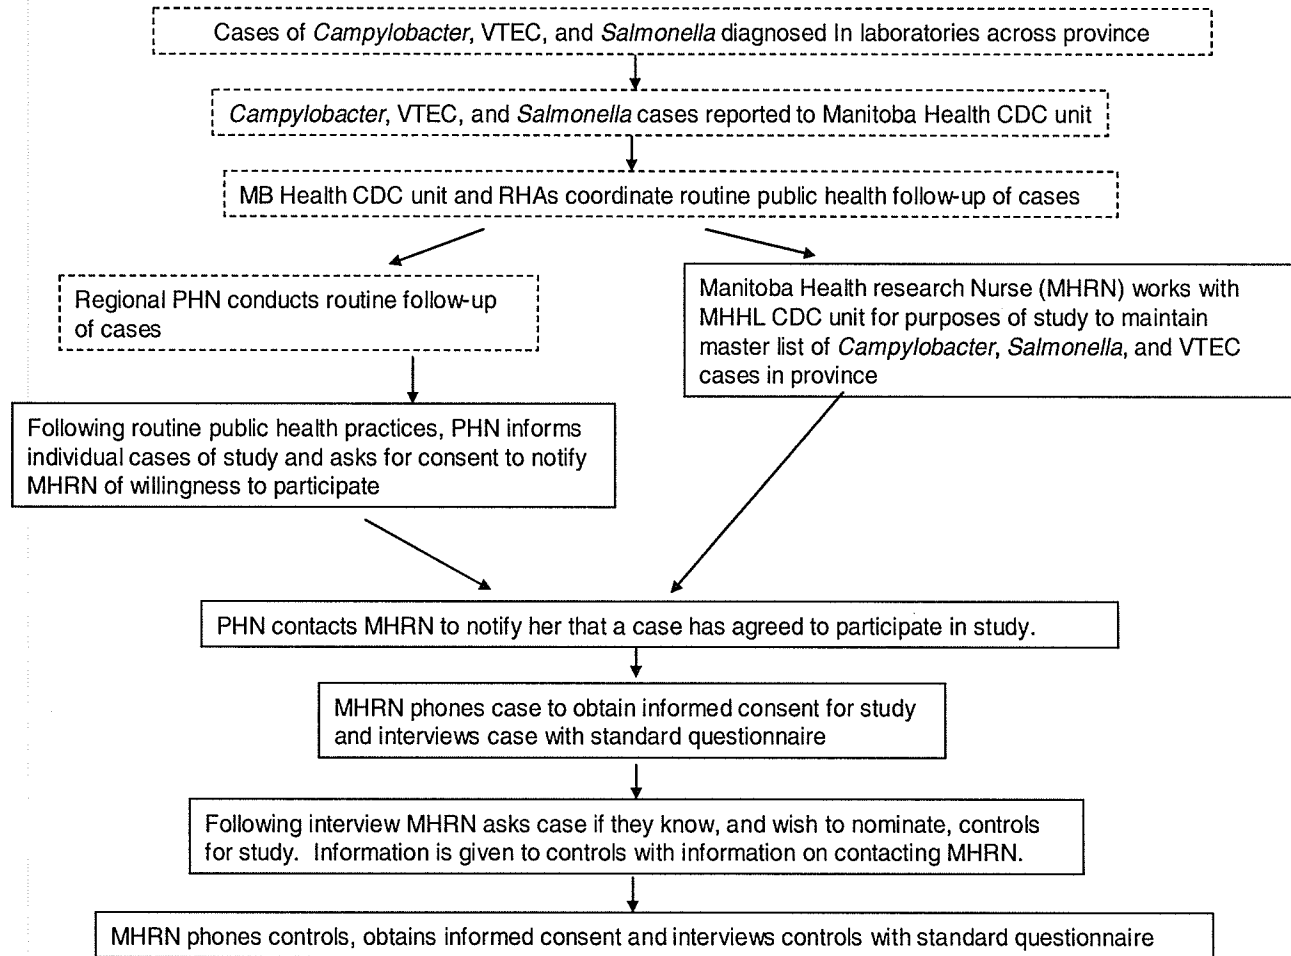 Cases of Campylobacter, VTEC, and Salmonella diagnosed In laboratories across province
Campylobacter, VTEC, and Salmonella cases reported to Manitoba Health CDC unit
MB Health CDC unit and RHAs coordinate routine public health follow-up of cases
Regional PHN conducts routine follow-up
of cases
Manitoba Health research Nurse (MHRN) works with
MHHL CDC unit for purposes of study to maintain
master list of Campylobacter, Salmonella, and VTEC
cases in province
Following routine public health practices, PHN informs
individual cases of study and asks for consent to notify
MHRN of willingness to participate
PHN contacts MHRN to notify her that a case has agreed to participate in study.
MHRN phones case to obtain informed consent for study
and interviews case with standard questionnaire
Following interview MHRN asks case if they know, and wish to nominate, controls
for study. Information is given to controls with information on contacting MHRN.
MHRN phones controls, obtains informed consent and interviews controls with standard questionnaire